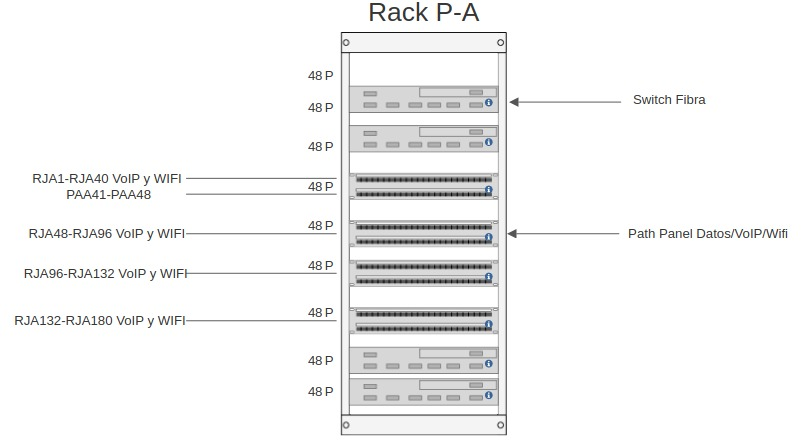 Rack P-A
48 P
48 P
Switch Fibra
48 P
RJA1-RJA40 VoIP y WIFI
48 P
PAA41-PAA48
48 P
RJA48-RJA96 VoIP y WIFI
Path Panel Datos/VoIP/Wifi
48 P
RJA96-RJA132 VoIP y WIFI
48 P
RJA132-RJA180 VoIP y WIFI
48 P
48 P